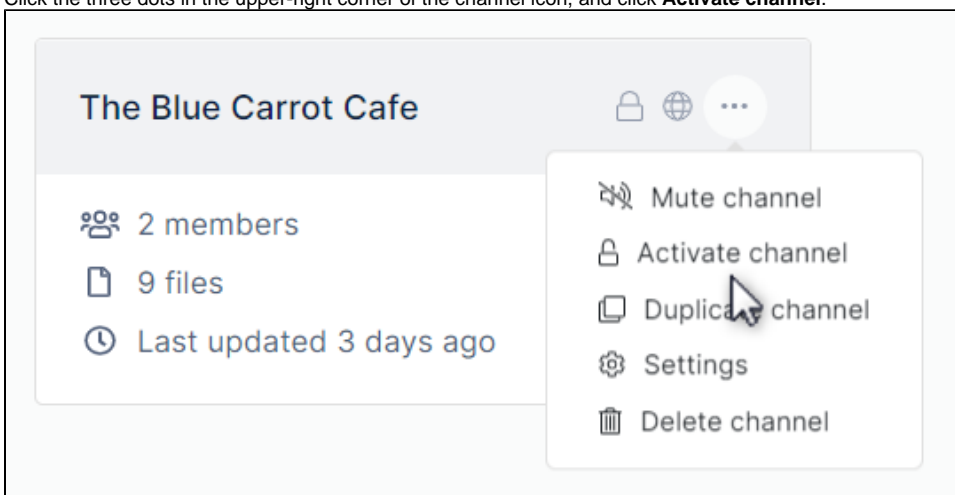 Click the three dots in the upper-right corner of the channel icon, and click Activate channel.
The Blue Carrot Cafe
2 members
9 files
Last updated 3 days ago
Mute channel
Activate channel
Duplicate channel
Settings
Delete channel